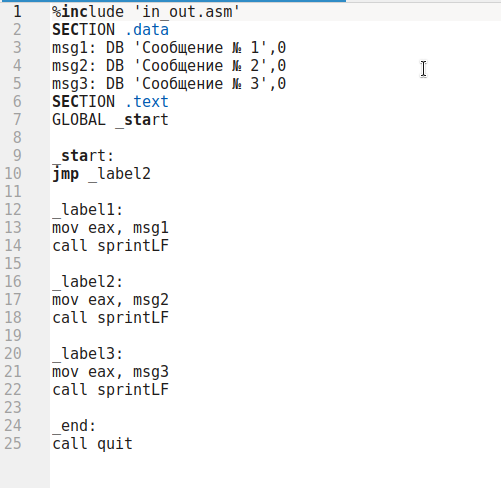 1 %include 'in_out.asm'
2 SECTION .data
3 msg1: DB 'Сообщение № 1',0
4 msg2: DB 'Сообщение № 2',0
5 msg3: DB 'Сообщение № 3',0
6 SECTION .text
7 GLOBAL _start
8
9 _start:
10 jmp _label2
11
12 _label1:
13 mov eax, msg1
14 call sprintLF
15
16 _label2:
17 mov eax, msg2
18 call sprintLF
19
20 _label3:
21 mov eax, msg3
22 call sprintLF
23
24 _end:
25 call quit